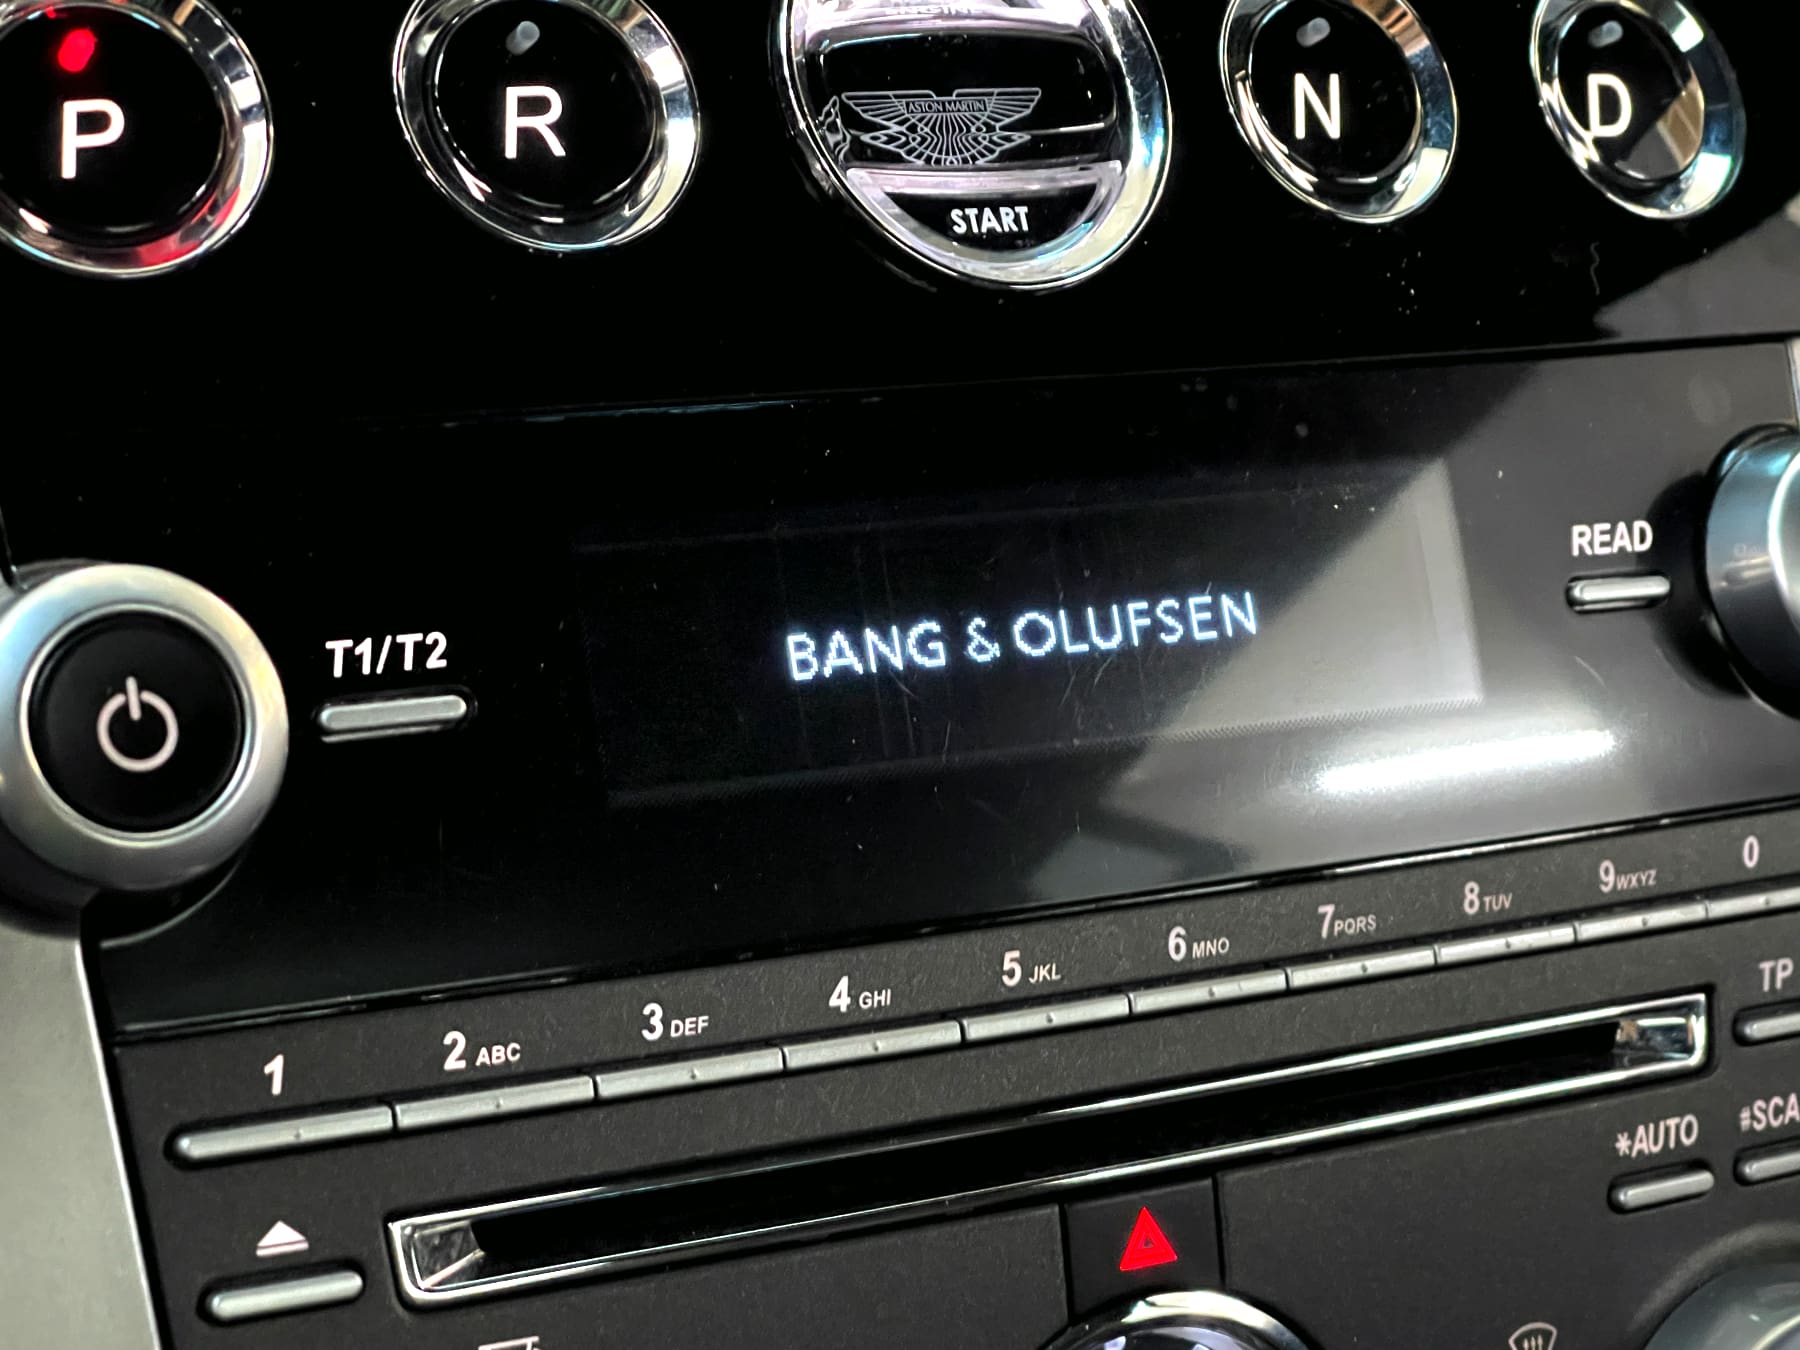 P
R
ASTON MARTIN
START
N
D
T1/T2
BANG & OLUFSEN
READ
1
2 ABC
3 DEF
4 GHI
5 JKL
6 MNO
7 PQRS
8 TUV
9 WXYZ
0
TP
*AUTO
#SCA